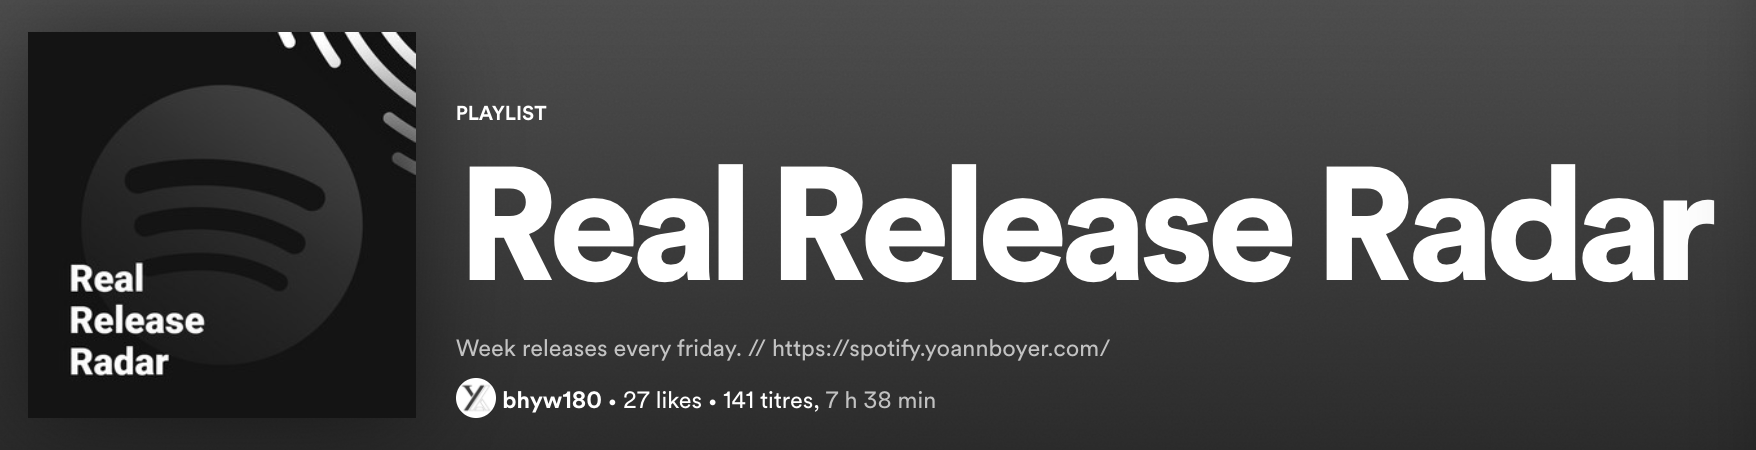 Real
Release
Radar
PLAYLIST
Real Release Radar
Week releases every friday. // https://spotify.yoannboyer.com/
bhyw180 • 27 likes • 141 titres, 7 h 38 min